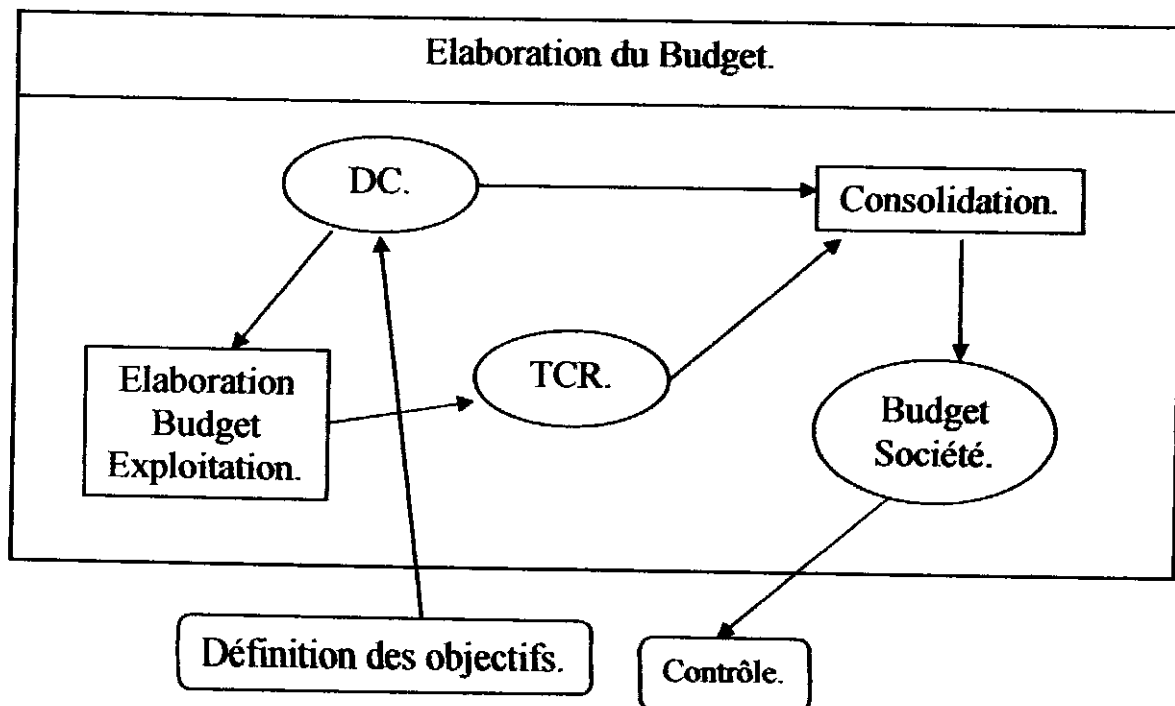 Elaboration du Budget.
DC.
Consolidation.
Elaboration
Budget
Exploitation.
TCR.
Budget
Société.
Définition des objectifs.
Contrôle.